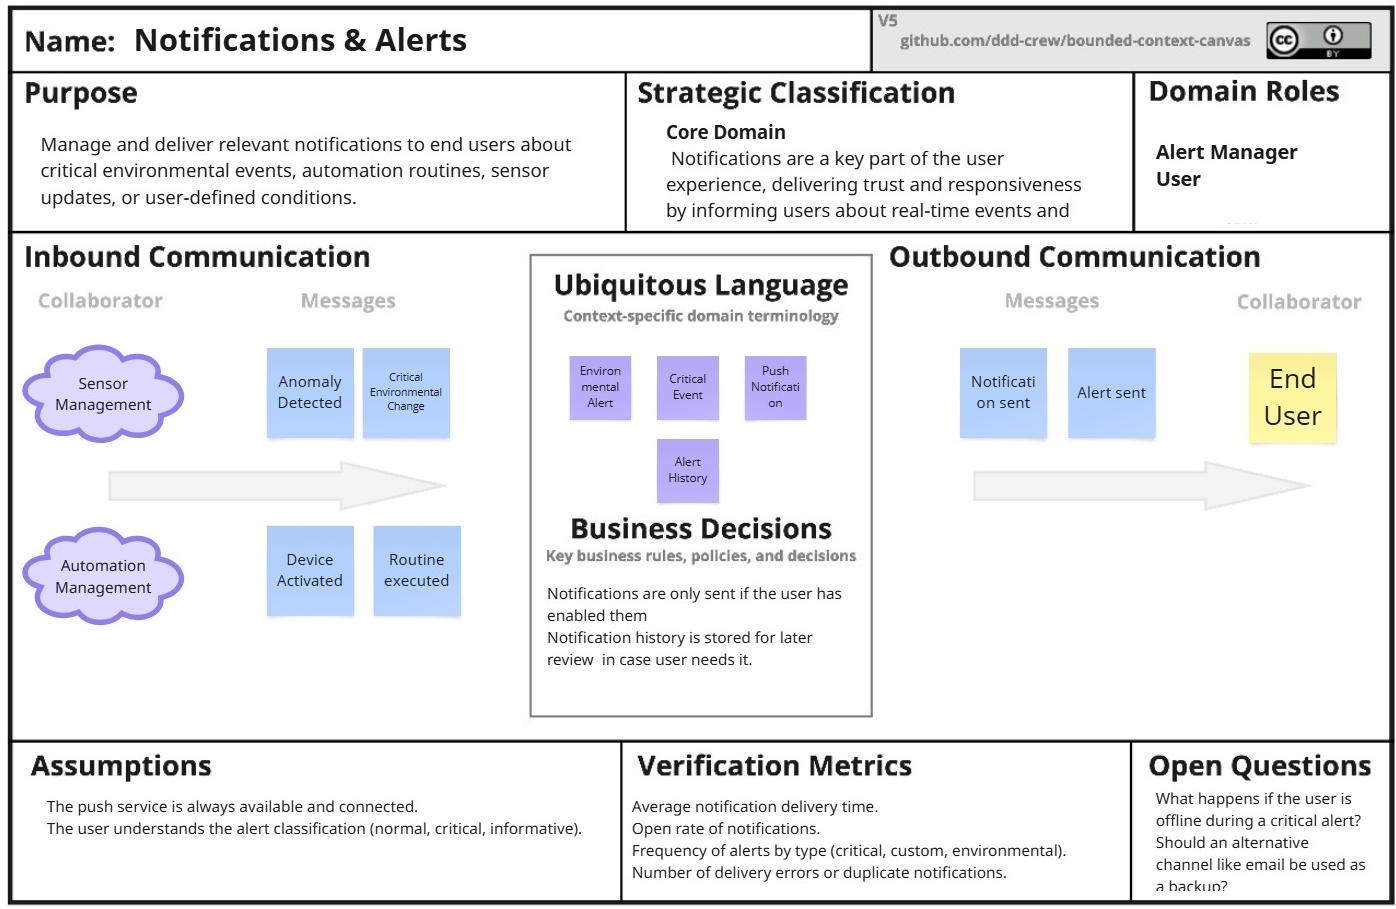 Name: Notifications & Alerts
V5
github.com/ddd-crew/bounded-context-canvas
cc
BY
Purpose
Manage and deliver relevant notifications to end users about
critical environmental events, automation routines, sensor
updates, or user-defined conditions.
Strategic Classification
Core Domain
Notifications are a key part of the user
experience, delivering trust and responsiveness
by informing users about real-time events and
Domain Roles
Alert Manager
User
Inbound Communication
Collaborator
Messages
Sensor
Management
Anomaly
Detected
Critical
Environmental
Change
Automation
Management
Device
Activated
Routine
executed
Ubiquitous Language
Context-specific domain terminology
Environ
mental
Alert
Critical
Event
Push
Notificati
on
Alert
History
Business Decisions
Key business rules, policies, and decisions
Notifications are only sent if the user has
enabled them
Notification history is stored for later
review  in case user needs it.
Outbound Communication
Messages
Collaborator
Notificati
on sent
Alert sent
End
User
Assumptions
The push service is always available and connected.
The user understands the alert classification (normal, critical, informative).
Verification Metrics
Average notification delivery time.
Open rate of notifications.
Frequency of alerts by type (critical, custom, environmental).
Number of delivery errors or duplicate notifications.
Open Questions
What happens if the user is
offline during a critical alert?
Should an alternative
channel like email be used as
a backup?